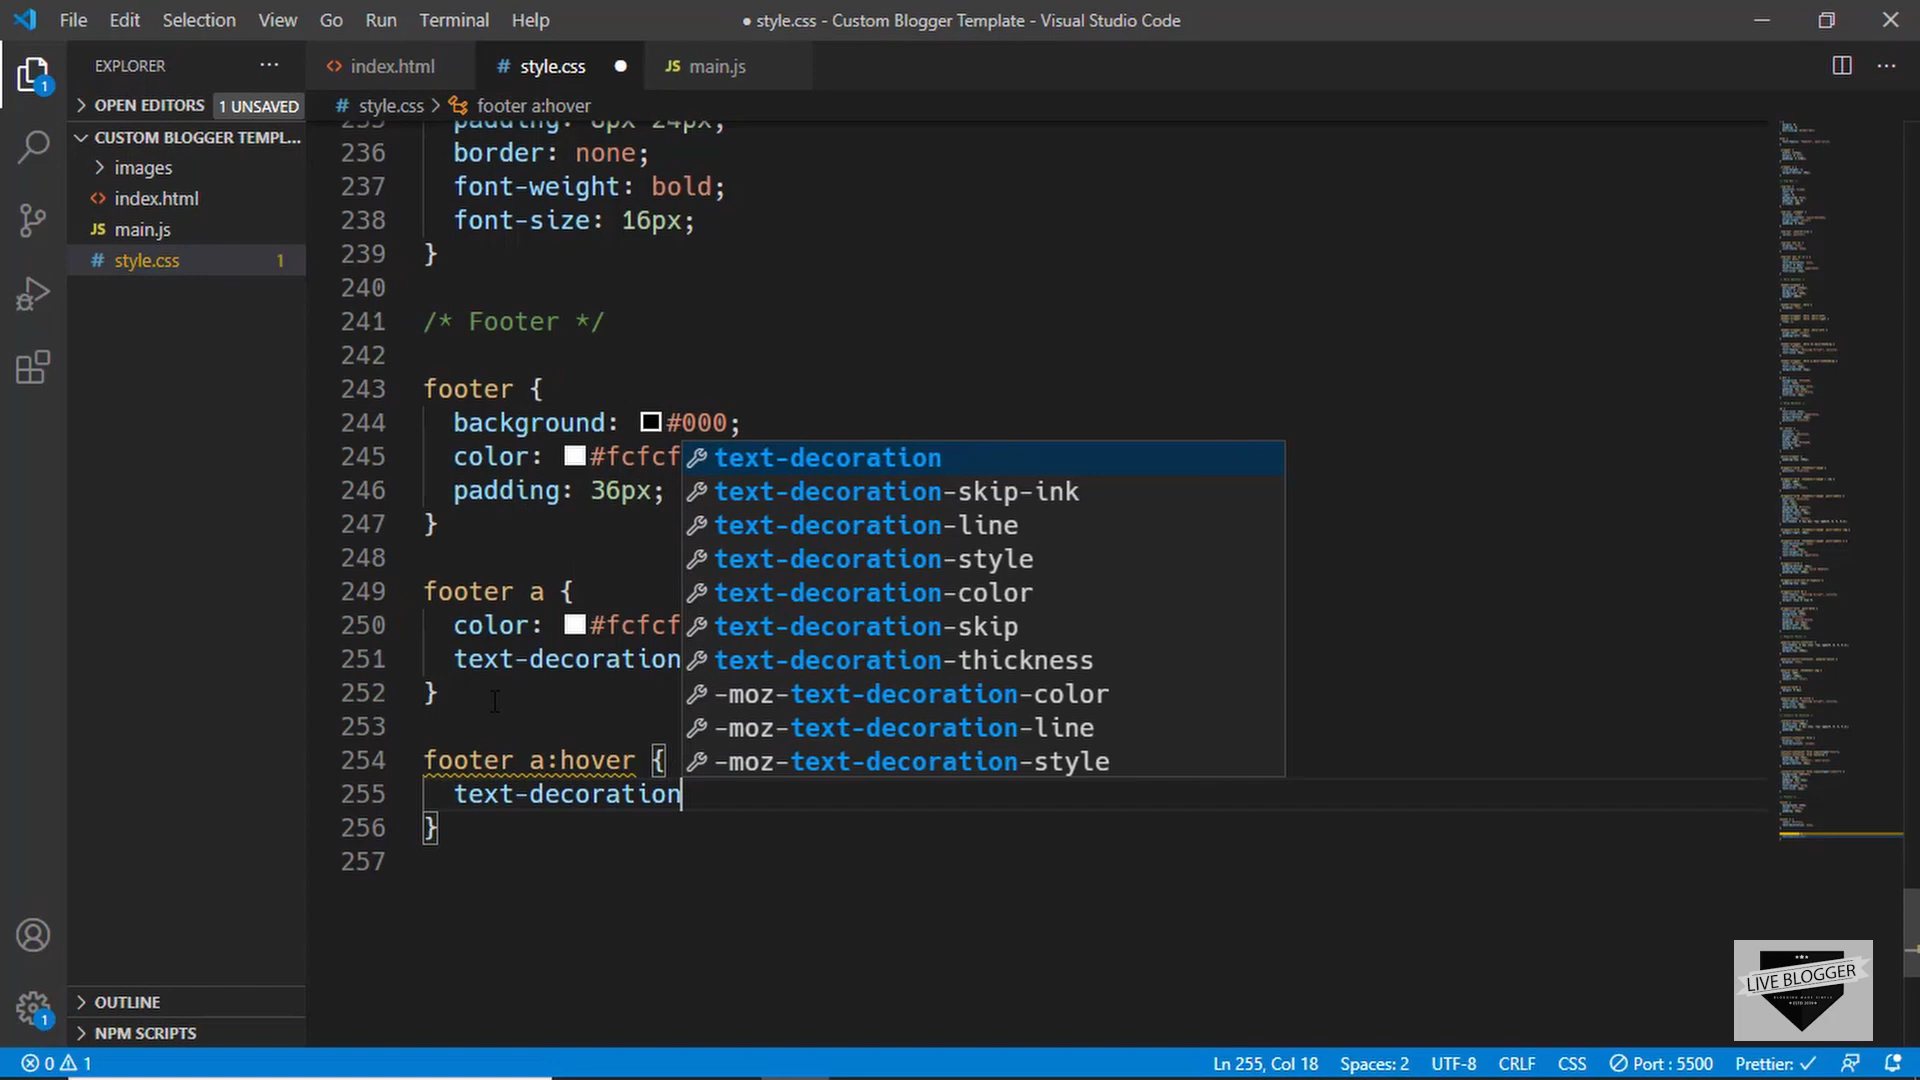 File Edit Selection View Go Run Terminal Help
● style.css - Custom Blogger Template - Visual Studio Code
EXPLORER ...
<> index.html
# style.css ●
JS main.js
...
OPEN EDITORS 1 UNSAVED
# style.css > footer a:hover
CUSTOM BLOGGER TEMPL...
images
<> index.html
JS main.js
# style.css 1
1
235 padding: 8px 24px;
236 border: none;
237 font-weight: bold;
238 font-size: 16px;
239 }
240
241 /* Footer */
242
243 footer {
244 background: #000;
245 color: #fcfcf
246 padding: 36px;
247 }
248
249 footer a {
250 color: #fcfcf
251 text-decoration
252 }
253
254 footer a:hover {
255 text-decoration
256 }
257
text-decoration
text-decoration-skip-ink
text-decoration-line
text-decoration-style
text-decoration-color
text-decoration-skip
text-decoration-thickness
-moz-text-decoration-color
-moz-text-decoration-line
-moz-text-decoration-style
OUTLINE
NPM SCRIPTS
1
LIVE BLOGGER
0 1
Ln 255, Col 18 Spaces: 2 UTF-8 CRLF CSS Port : 5500 Prettier: ✓